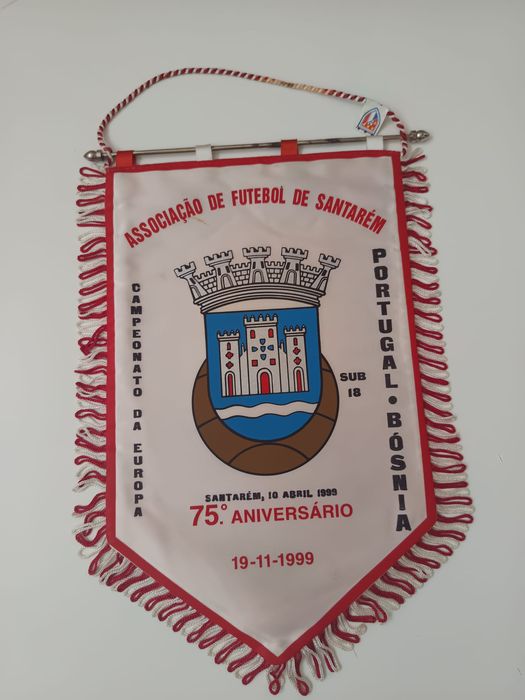 ASSOCIAÇÃO DE FUTEBOL DE SANTARÉM
CAMPEONATO DA EUROPA
PORTUGAL • BÓSNIA
SUB
18
SANTARÉM, 10 ABRIL 1999
75.º ANIVERSÁRIO
19-11-1999